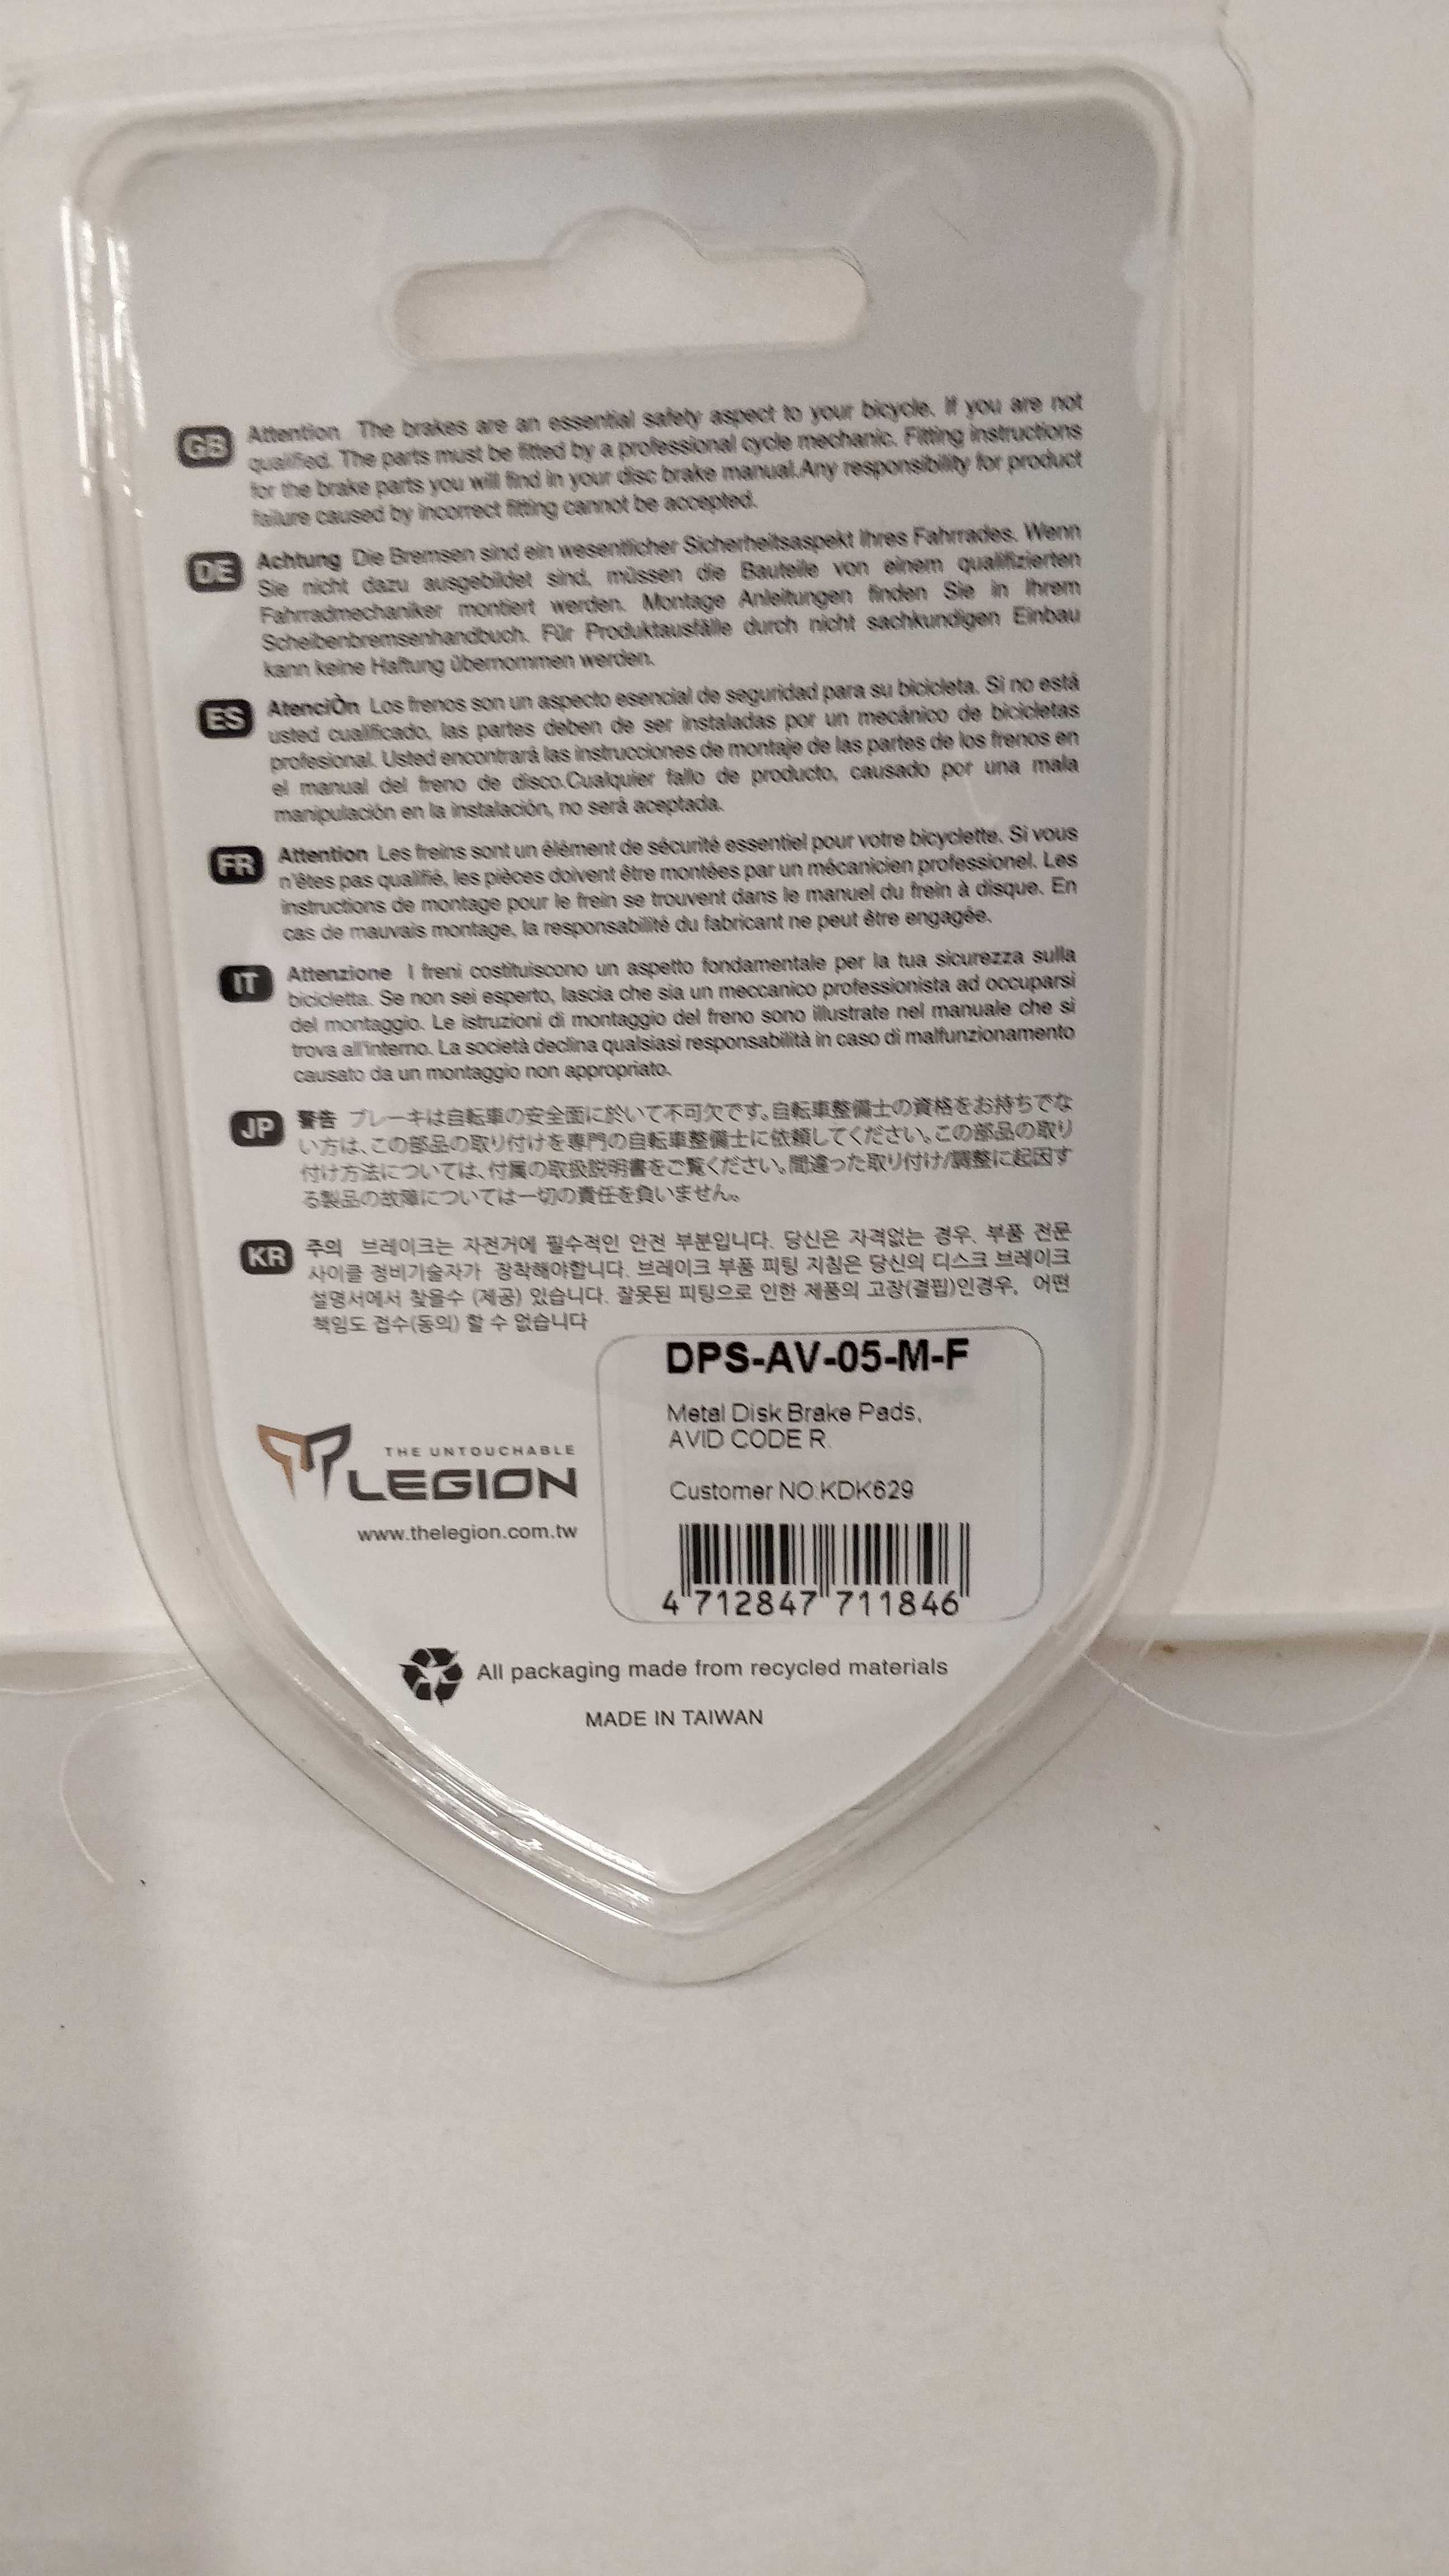 GB Attention The brakes are an essential safety aspect to your bicycle. If you are not
qualified. The parts must be fitted by a professional cycle mechanic. Fitting instructions
for the brake parts you will find in your disc brake manual.Any responsibility for product
failure caused by incorrect fitting cannot be accepted.
DE Achtung Die Bremsen sind ein wesentlicher Sicherheitsaspekt Ihres Fahrrades. Wenn
Sie nicht dazu ausgebildet sind, müssen die Bauteile von einem qualifizierten
Fahrradmechaniker montiert werden. Montage Anleitungen finden Sie in Ihrem
Scheibenbremsenhandbuch. Für Produktausfälle durch nicht sachkundigen Einbau
kann keine Haftung übernommen werden.
ES AtenciÒn Los frenos son un aspecto esencial de seguridad para su bicicleta. Si no está
usted cualificado, las partes deben de ser instaladas por un mecánico de bicicletas
profesional. Usted encontrará las instrucciones de montaje de las partes de los frenos en
el manual del freno de disco.Cualquier fallo de producto, causado por una mala
manipulación en la instalación, no será aceptada.
FR Attention Les freins sont un élément de sécurité essentiel pour votre bicyclette. Si vous
n'êtes pas qualifié, les pièces doivent être montées par un mécanicien professionel. Les
instructions de montage pour le frein se trouvent dans le manuel du frein à disque. En
cas de mauvais montage, la responsabilité du fabricant ne peut être engagée.
IT Attenzione I freni costituiscono un aspetto fondamentale per la tua sicurezza sulla
bicicletta. Se non sei esperto, lascia che sia un meccanico professionista ad occuparsi
del montaggio. Le istruzioni di montaggio del freno sono illustrate nel manuale che si
trova all'interno. La società declina qualsiasi responsabilità in caso di malfunzionamento
causato da un montaggio non appropriato.
JP 警告 ブレーキは自転車の安全面に於いて不可欠です。自転車整備士の資格をお持ちでな
い方は、この部品の取り付けを専門の自転車整備士に依頼してください。この部品の取り
付け方法については、付属の取扱説明書をご覧ください。間違った取り付け/調整に起因す
る製品の故障については一切の責任を負いません。
KR 주의 브레이크는 자전거에 필수적인 안전 부분입니다. 당신은 자격없는 경우, 부품 전문
사이클 정비기술자가 장착해야합니다. 브레이크 부품 피팅 지침은 당신의 디스크 브레이크
설명서에서 찾을수 (제공) 있습니다. 잘못된 피팅으로 인한 제품의 고장(결핍)인경우, 어떤
책임도 접수(동의) 할 수 없습니다
DPS-AV-05-M-F
Metal Disk Brake Pads,
AVID CODE R.
Customer NO.KDK629
4 712847 711846
THE UNTOUCHABLE
LEGION
www.thelegion.com.tw
All packaging made from recycled materials
MADE IN TAIWAN